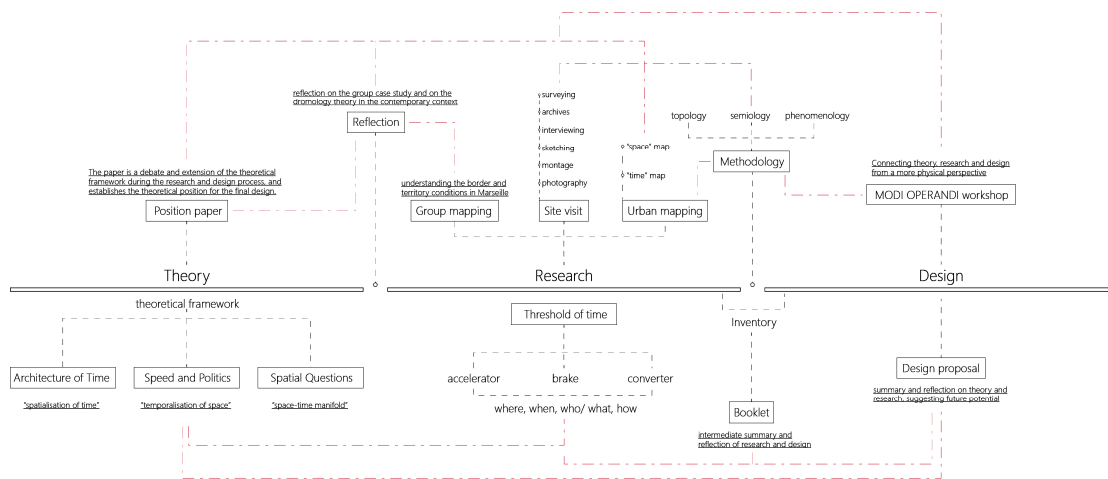 reflection on the group case study and on the
dromology theory in the contemporary context
Reflection
surveying
archives
interviewing
sketching
montage
photography
"space" map
"time" map
topology
semiology
phenomenology
Methodology
The paper is a debate and extension of the theoretical
framework during the research and design process, and
establishes the theoretical position for the final design.
Position paper
understanding the border and
territory conditions in Marseille
Group mapping
Site visit
Urban mapping
Connecting theory, research and design
from a more physical perspective
MODI OPERANDI workshop
Theory
Research
Design
theoretical framework
Architecture of Time
Speed and Politics
Spatial Questions
"spatialisation of time"
"temporalisation of space"
"space-time manifold"
Threshold of time
accelerator
brake
converter
where, when, who/ what, how
Inventory
Booklet
intermediate summary and
reflection of research and design
Design proposal
summary and reflection on theory and
research, suggesting future potential